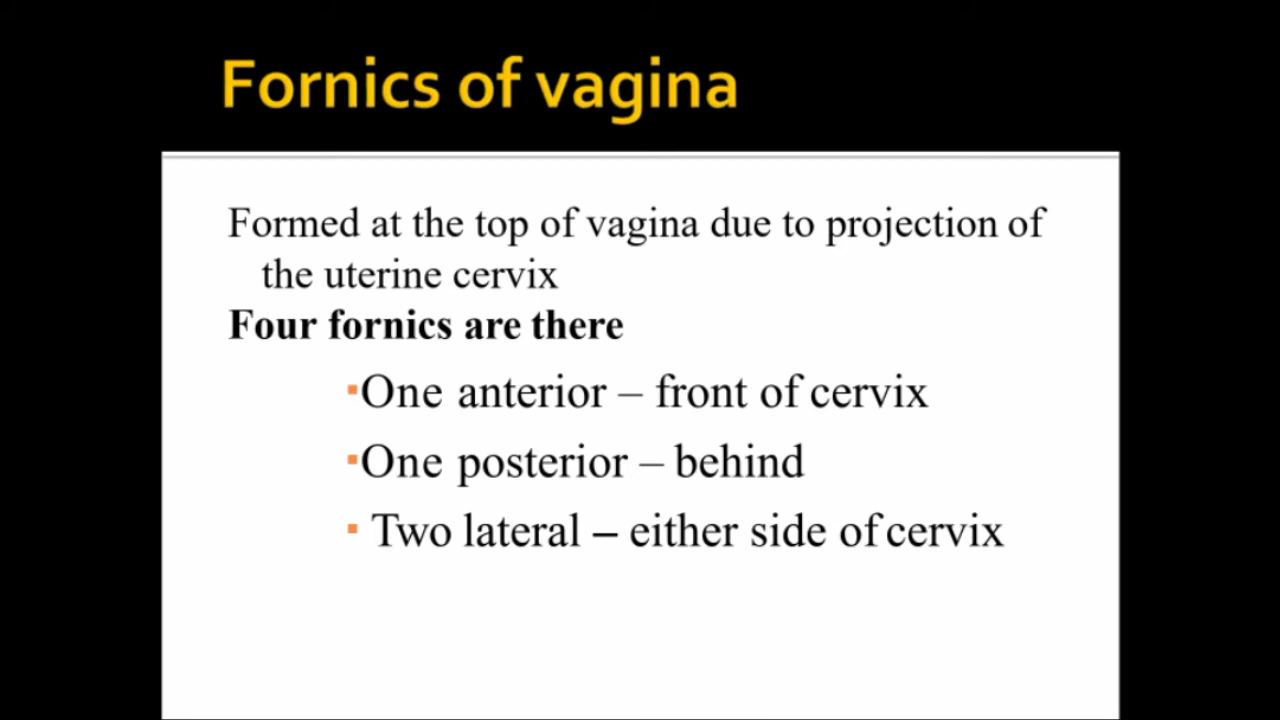 Fornics of vagina
Formed at the top of vagina due to projection of
the uterine cervix
Four fornics are there
▪One anterior – front of cervix
▪One posterior – behind
▪ Two lateral – either side of cervix